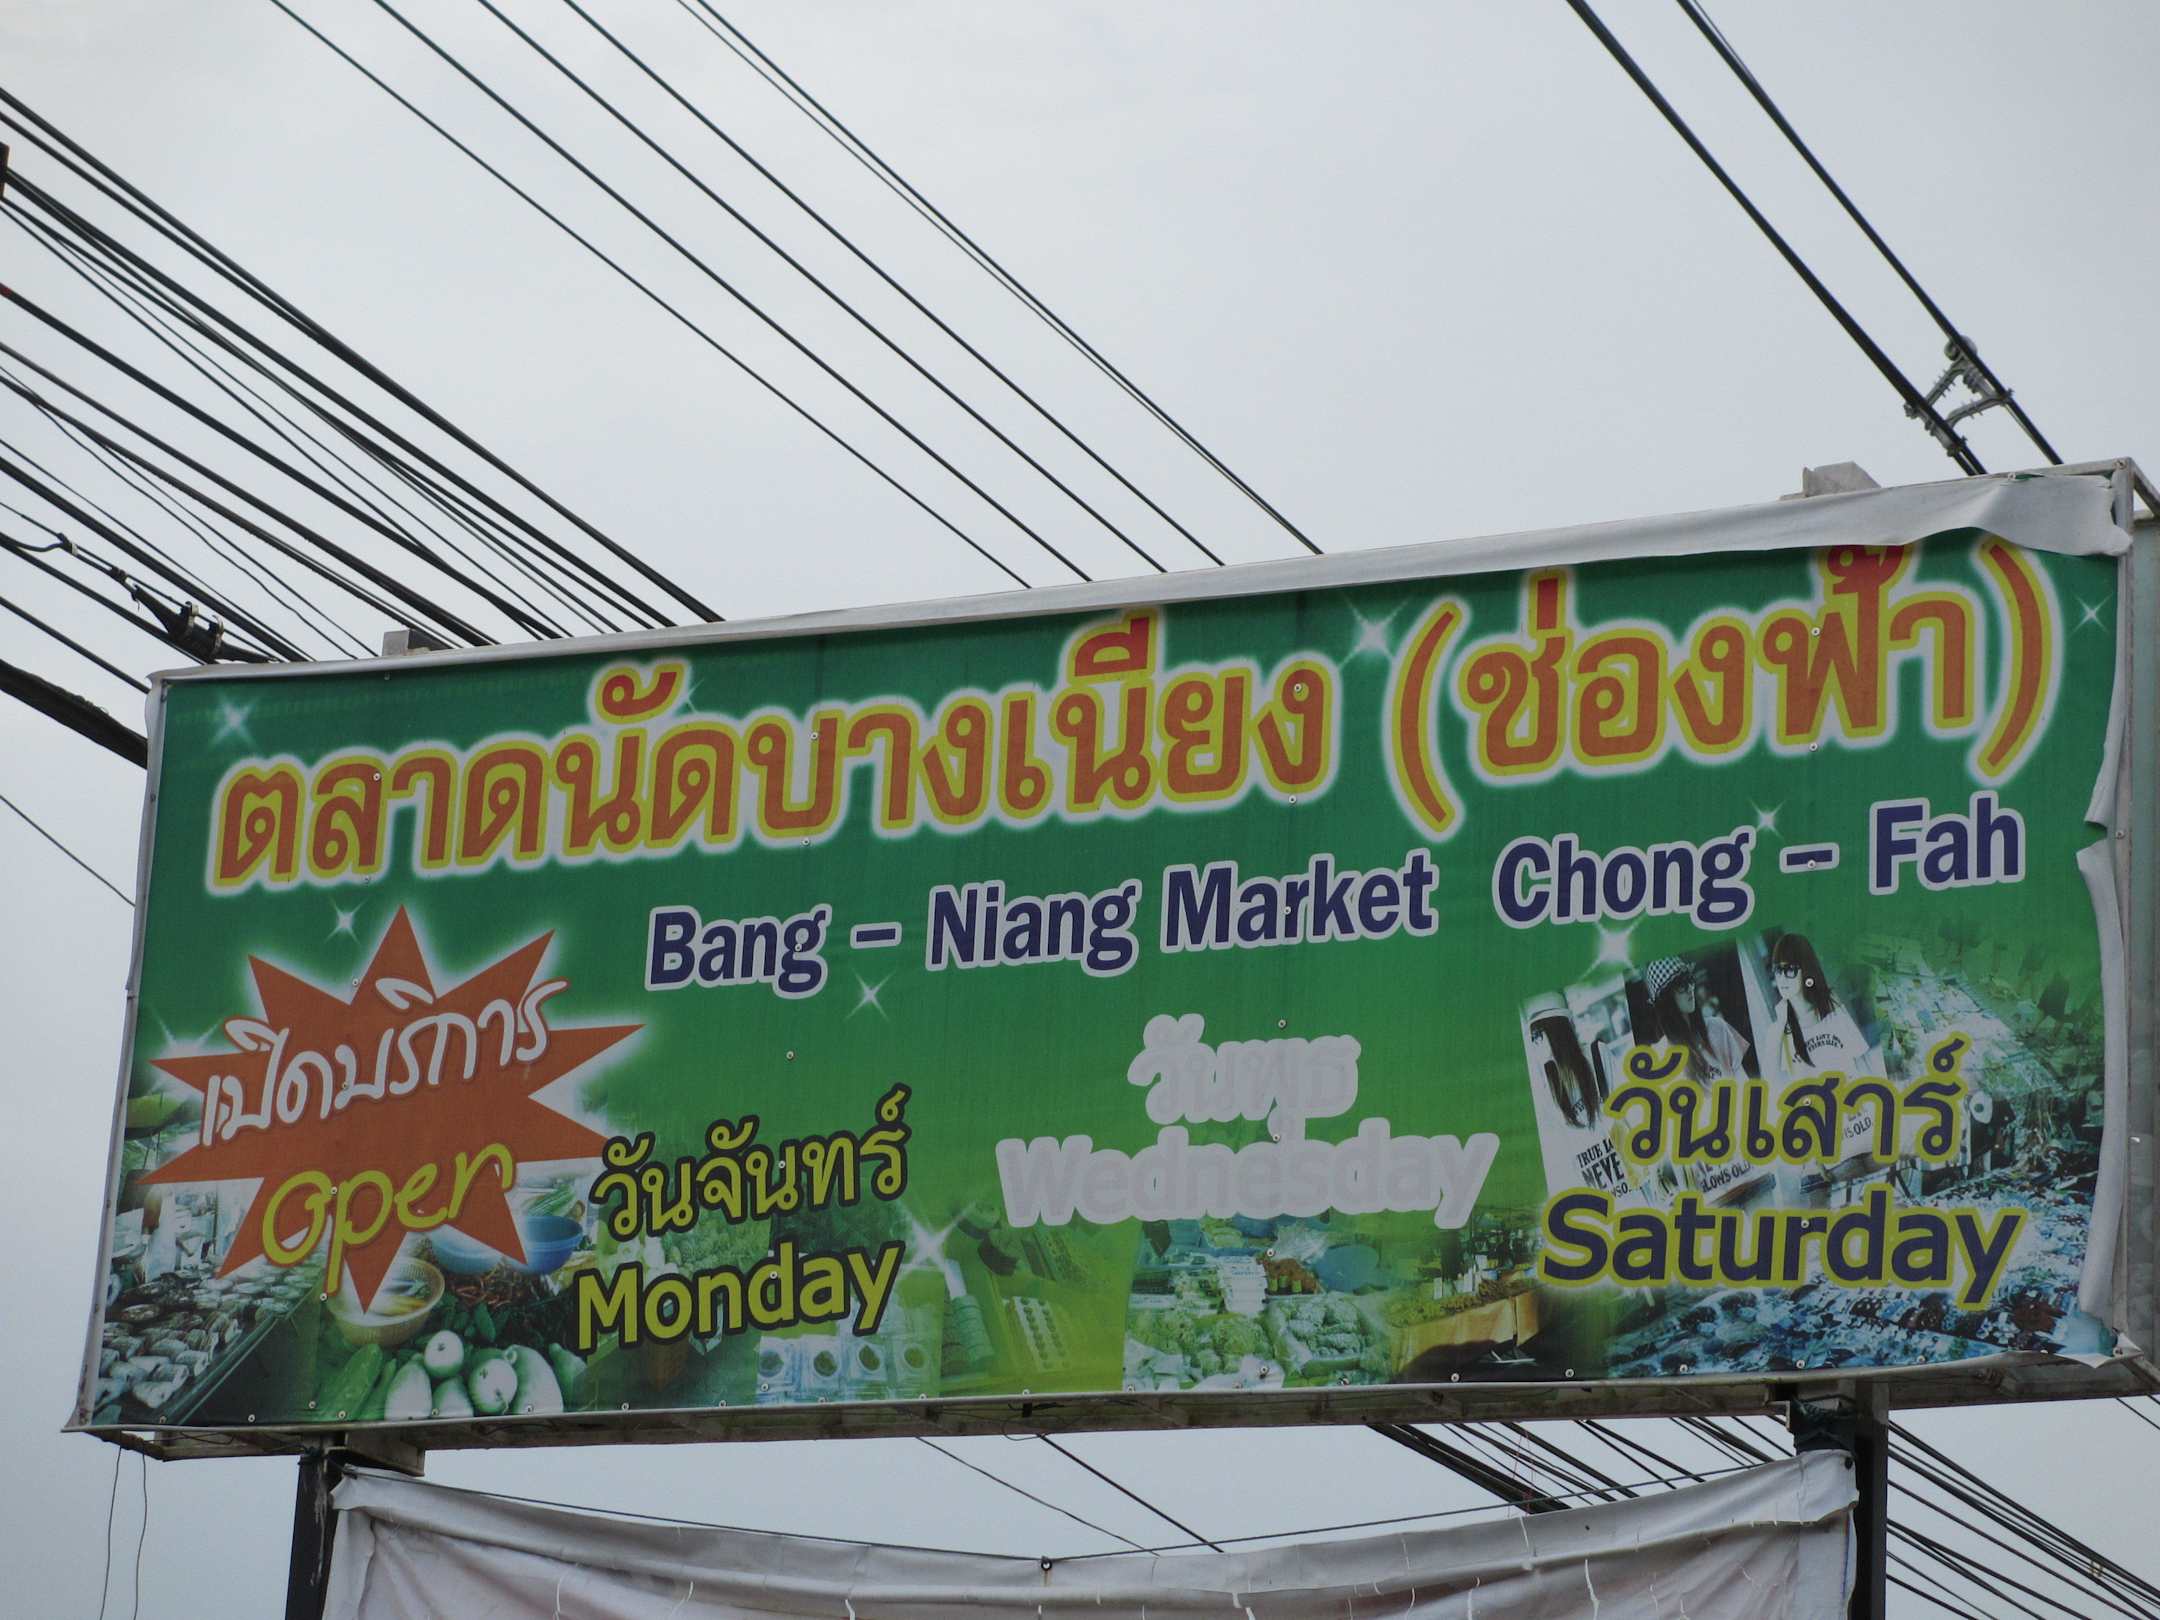 ตลาดนัดบางเนียง (ช่องฟ้า)
Bang – Niang Market Chong – Fah
เปิดบริการ
open
วันจันทร์
Monday
วันพุธ
Wednesday
วันเสาร์
Saturday